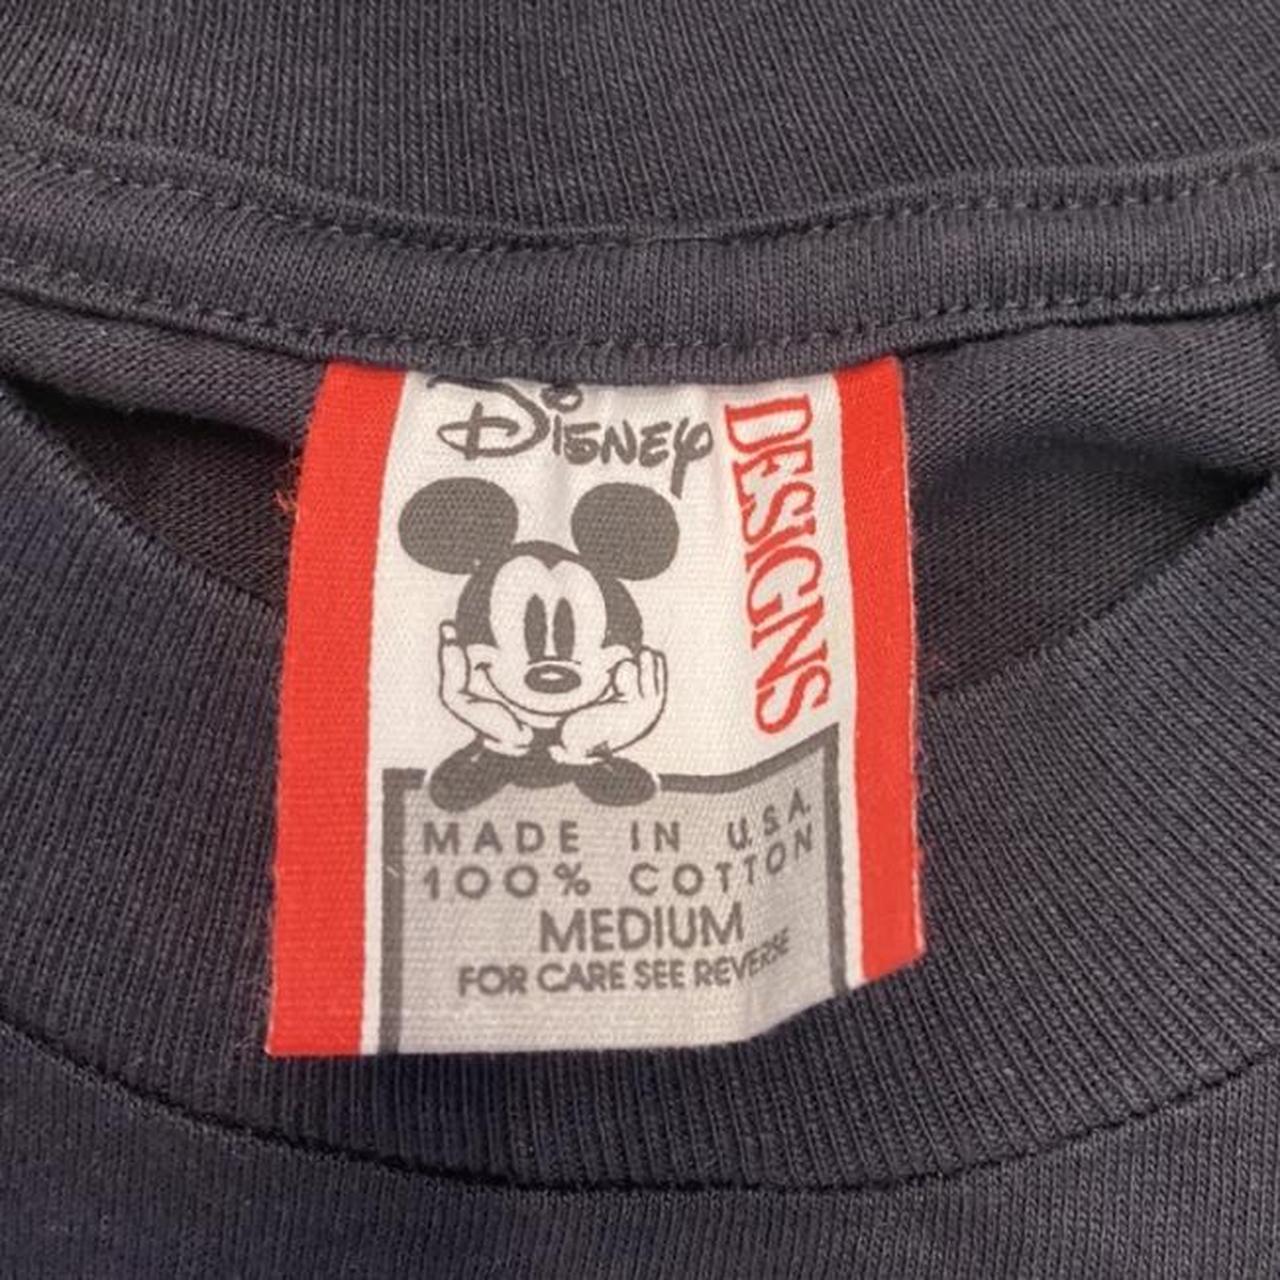 Disney
DESIGNS
MADE IN U.S.A.
100% COTTON
MEDIUM
FOR CARE SEE REVERSE